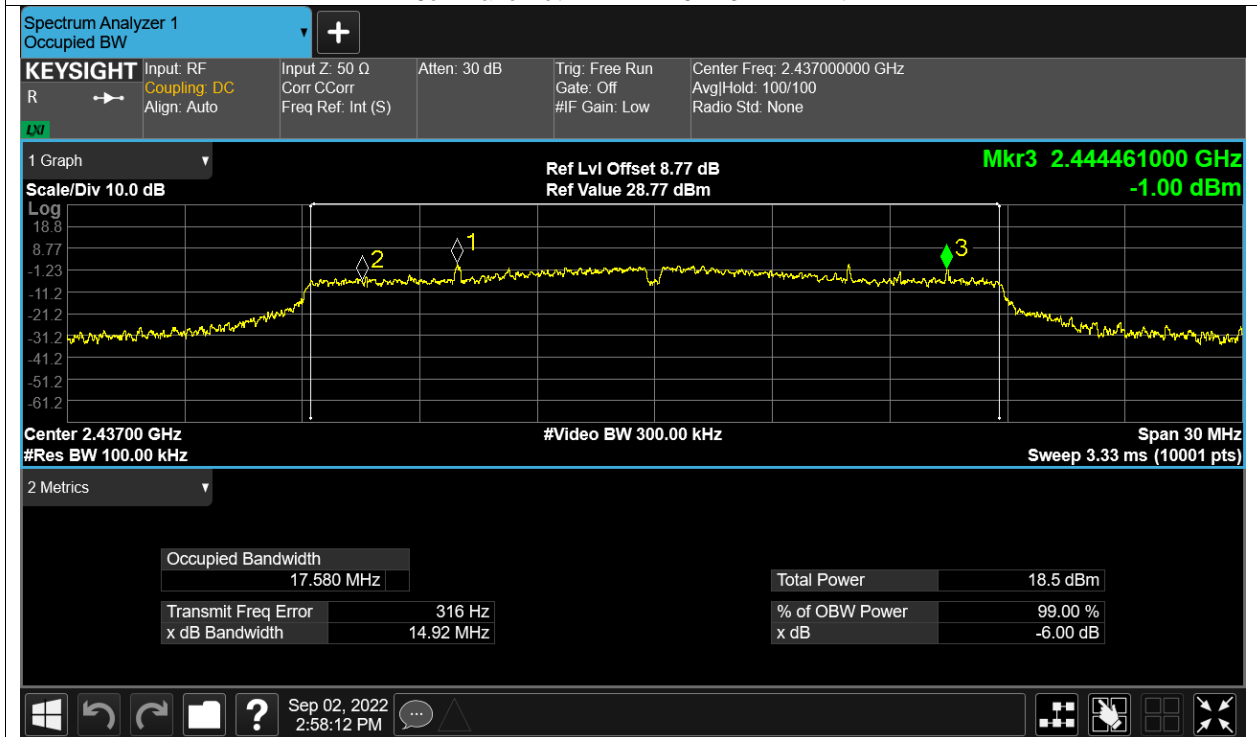 Spectrum Analyzer 1
Occupied BW
KEYSIGHT Input: RF Input Z: 50 Ω Atten: 30 dB Trig: Free Run Center Freq: 2.437000000 GHz
R Coupling: DC Corr CCorr Gate: Off Avg|Hold: 100/100
Align: Auto Freq Ref: Int (S) #IF Gain: Low Radio Std: None
LXI
1 Graph Ref Lvl Offset 8.77 dB Mkr3 2.444461000 GHz
Scale/Div 10.0 dB Ref Value 28.77 dBm -1.00 dBm
Log
18.8
8.77
-1.23
-11.2
-21.2
-31.2
-41.2
-51.2
-61.2
2
1
3
Center 2.43700 GHz #Video BW 300.00 kHz Span 30 MHz
#Res BW 100.00 kHz Sweep 3.33 ms (10001 pts)
2 Metrics
Occupied Bandwidth
17.580 MHz Total Power 18.5 dBm
Transmit Freq Error 316 Hz % of OBW Power 99.00 %
x dB Bandwidth 14.92 MHz x dB -6.00 dB
? Sep 02, 2022
2:58:12 PM